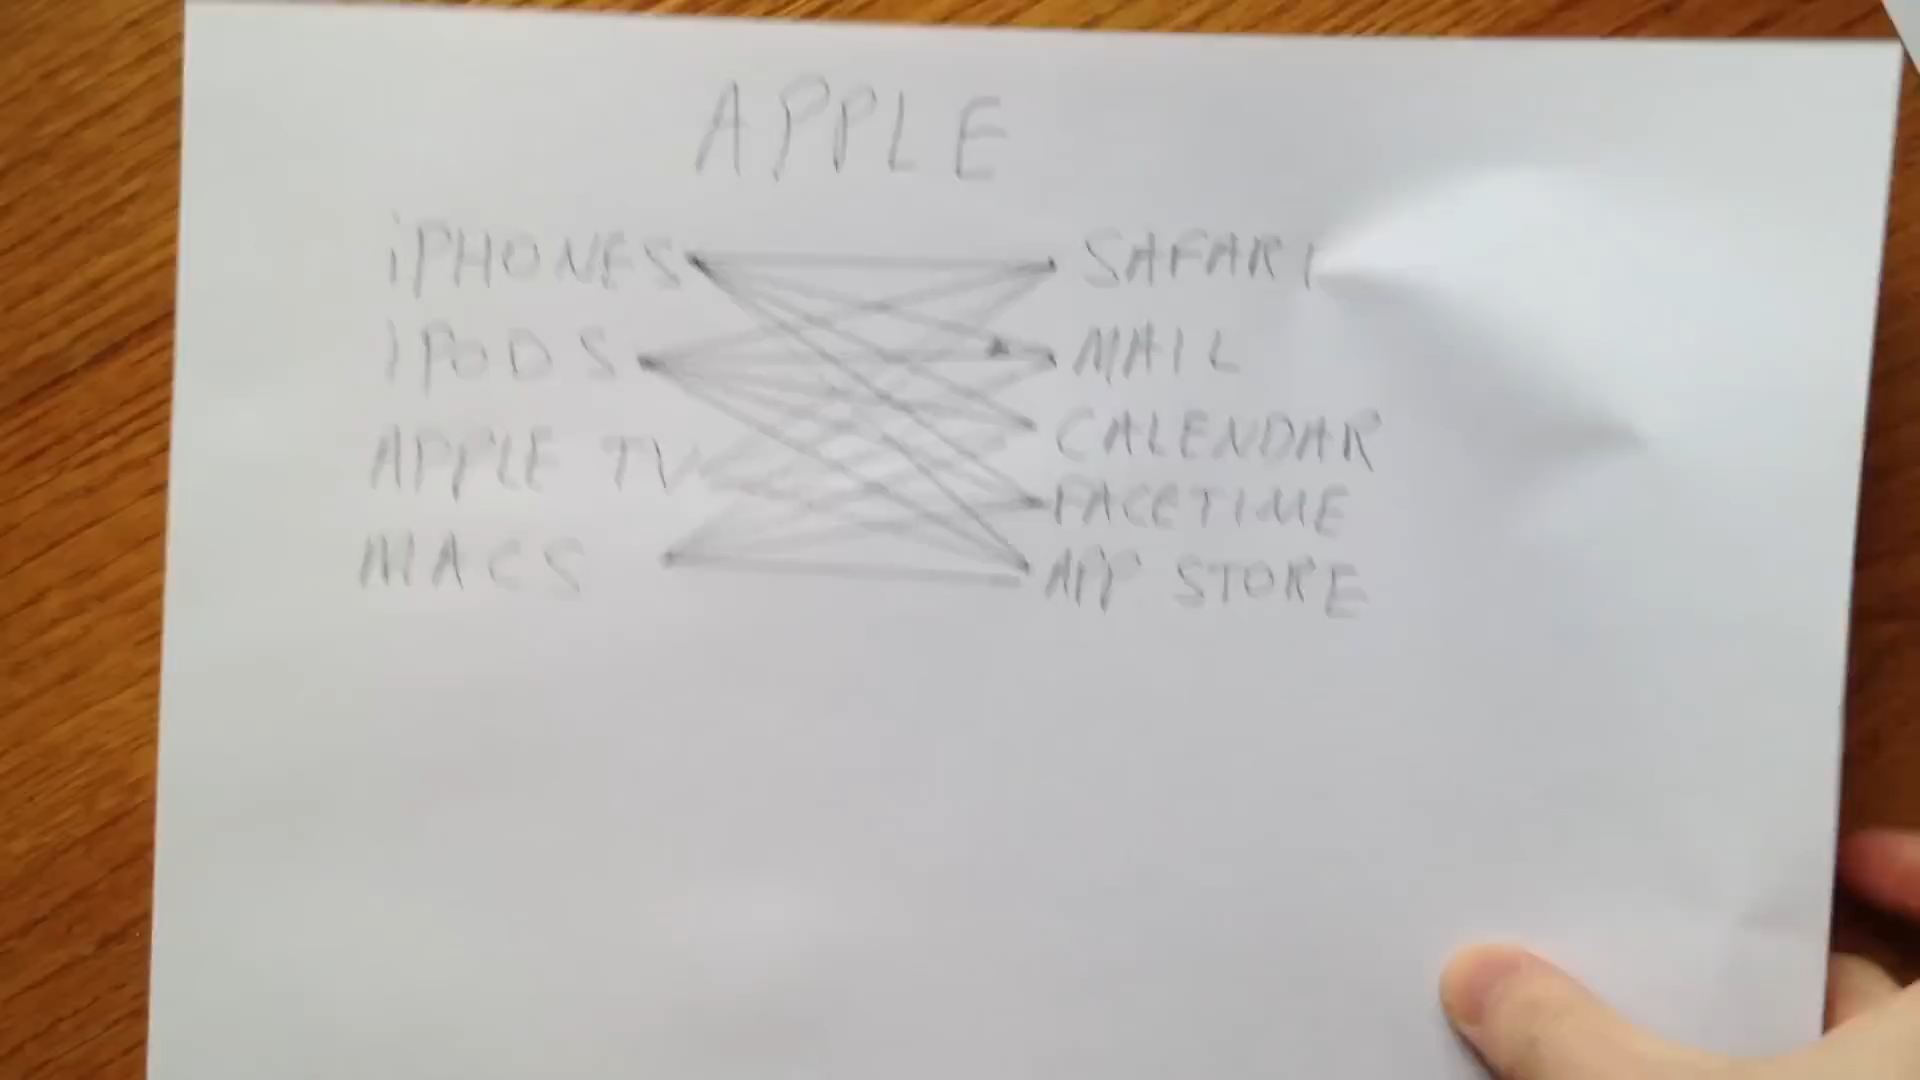 APPLE
iPHONES SAFARI
iPODS MAIL
APPLE TV CALENDAR
FACETIME
MACS APP STORE